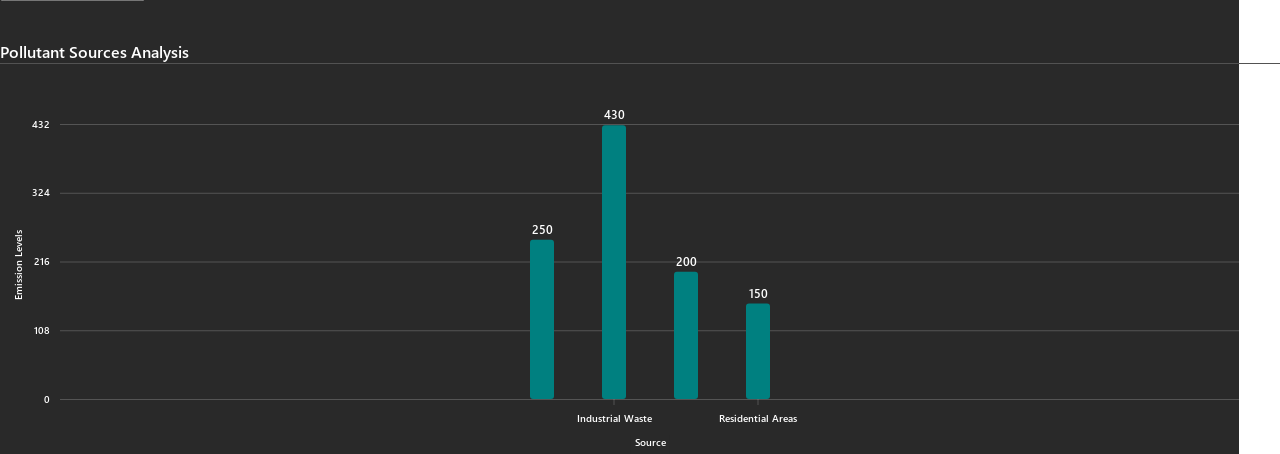 Pollutant Sources Analysis
430
432
324
250
Emission Levels
216
200
150
108
0
Industrial Waste Residential Areas
Source